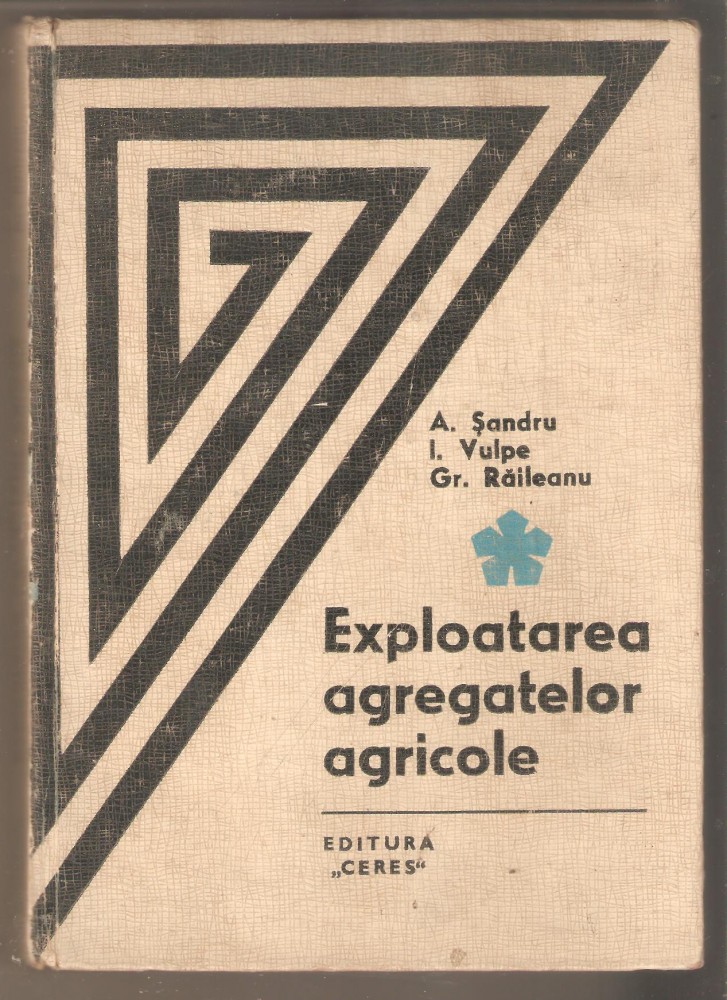 A. Şandru
I. Vulpe
Gr. Răileanu
Exploatarea
agregatelor
agricole
EDITURA
„CERES“